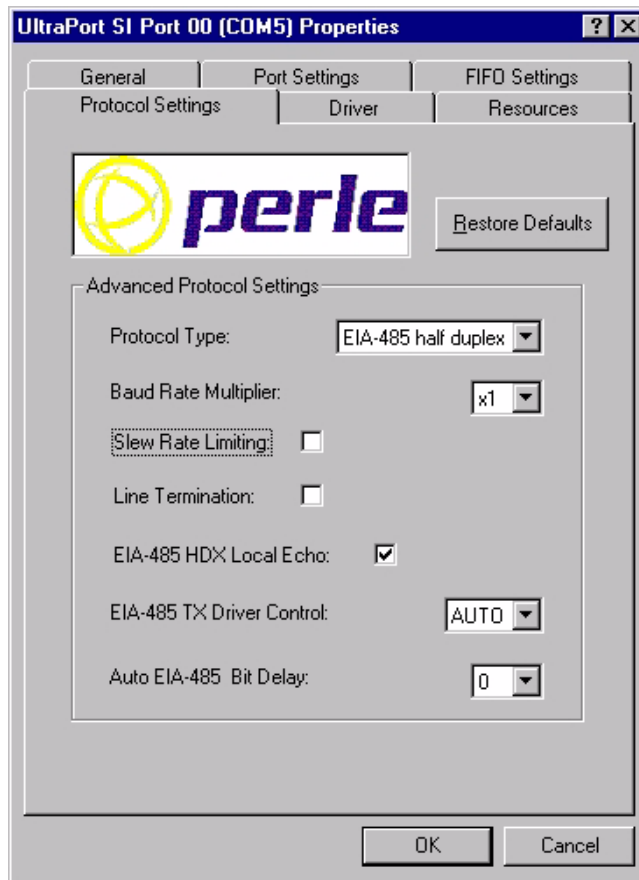 UltraPort SI Port 00 (COM5) Properties
General
Port Settings
FIFO Settings
Protocol Settings
Driver
Resources
perle
Restore Defaults
Advanced Protocol Settings
Protocol Type: EIA-485 half duplex
Baud Rate Multiplier: x1
Slew Rate Limiting:
Line Termination:
EIA-485 HDX Local Echo:
EIA-485 TX Driver Control: AUTO
Auto EIA-485  Bit Delay: 0
OK
Cancel